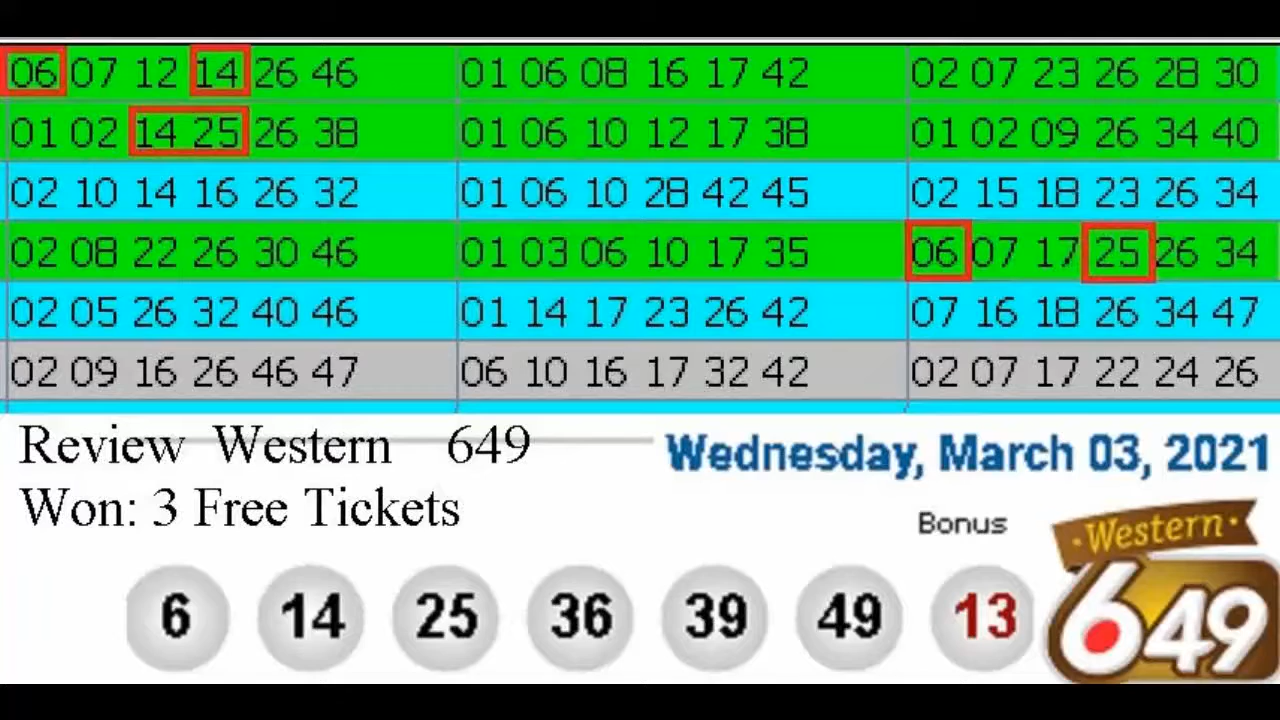 06 07 12 14 26 46 01 06 08 16 17 42 02 07 23 26 28 30
01 02 14 25 26 38 01 06 10 12 17 38 01 02 09 26 34 40
02 10 14 16 26 32 01 06 10 28 42 45 02 15 18 23 26 34
02 08 22 26 30 46 01 03 06 10 17 35 06 07 17 25 26 34
02 05 26 32 40 46 01 14 17 23 26 42 07 16 18 26 34 47
02 09 16 26 46 47 06 10 16 17 32 42 02 07 17 22 24 26
Review Western 649
Wednesday, March 03, 2021
Won: 3 Free Tickets
Bonus
6 14 25 36 39 49 13
Western
649